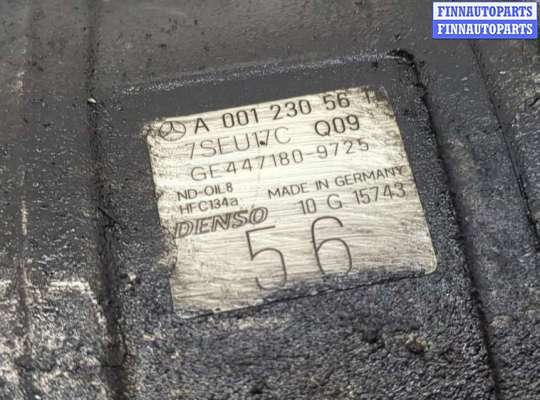 FINNAUTOPARTS
FINNAUTOPARTS
A 001 230 56 1
7SEU17C Q09
GE447180-9725
ND-OIL8
HFC134a MADE IN GERMANY
DENSO 10 G 15743
56